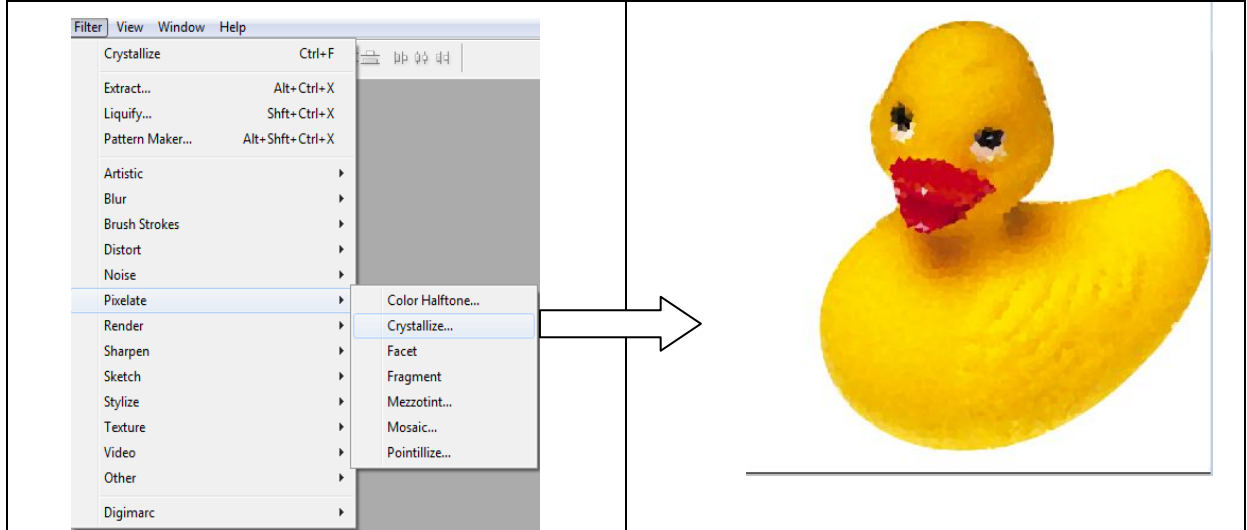 Filter View Window Help
Crystallize Ctrl+F
Extract... Alt+Ctrl+X
Liquify... Shft+Ctrl+X
Pattern Maker... Alt+Shft+Ctrl+X
Artistic
Blur
Brush Strokes
Distort
Noise
Pixelate
Render
Sharpen
Sketch
Stylize
Texture
Video
Other
Digimarc
Color Halftone...
Crystallize...
Facet
Fragment
Mezzotint...
Mosaic...
Pointillize...